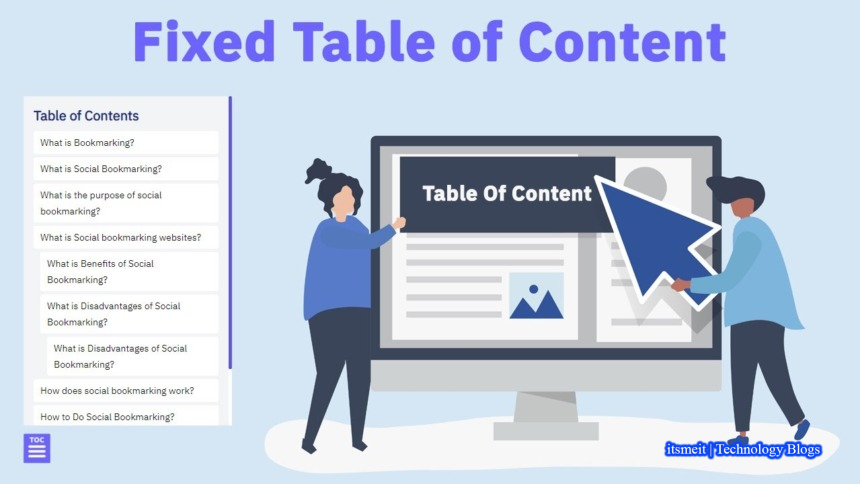 Fixed Table of Content
Table of Contents
What is Bookmarking?
What is Social Bookmarking?
What is the purpose of social
bookmarking?
What is Social bookmarking websites?
What is Benefits of Social
Bookmarking?
What is Disadvantages of Social
Bookmarking?
What is Disadvantages of Social
Bookmarking?
How does social bookmarking work?
How to Do Social Bookmarking?
TOC
Table Of Content
itsmeit | Technology Blogs